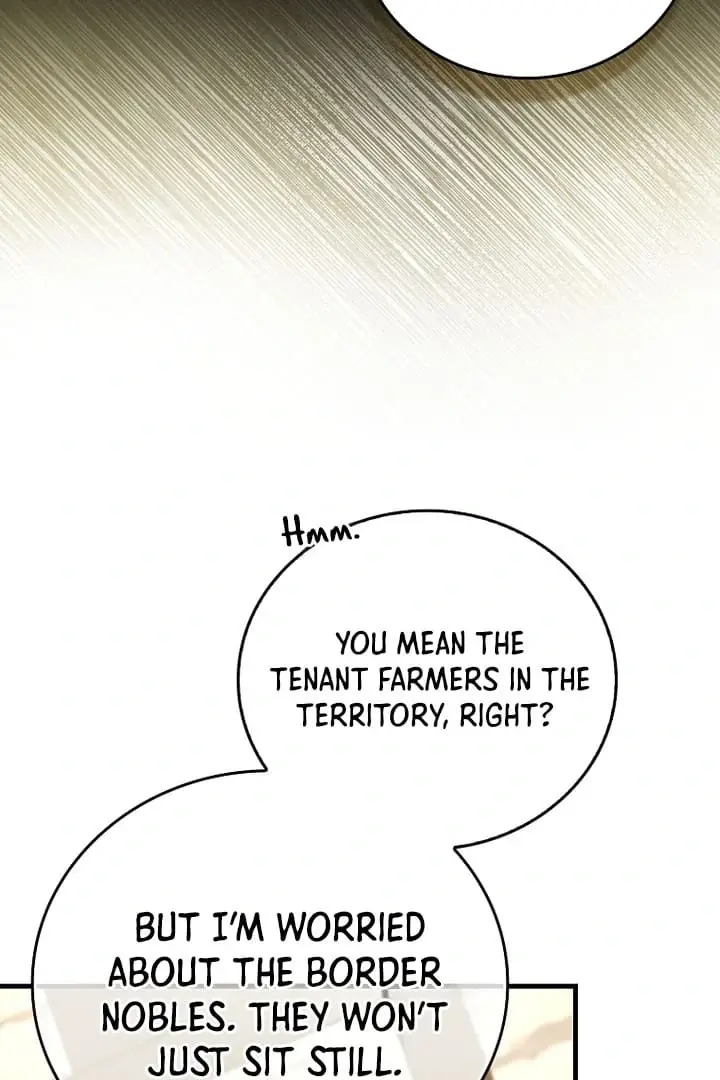 Hmm.
YOU MEAN THE
TENANT FARMERS IN THE
TERRITORY, RIGHT?
BUT I'M WORRIED
ABOUT THE BORDER
NOBLES. THEY WON'T
JUST SIT STILL.